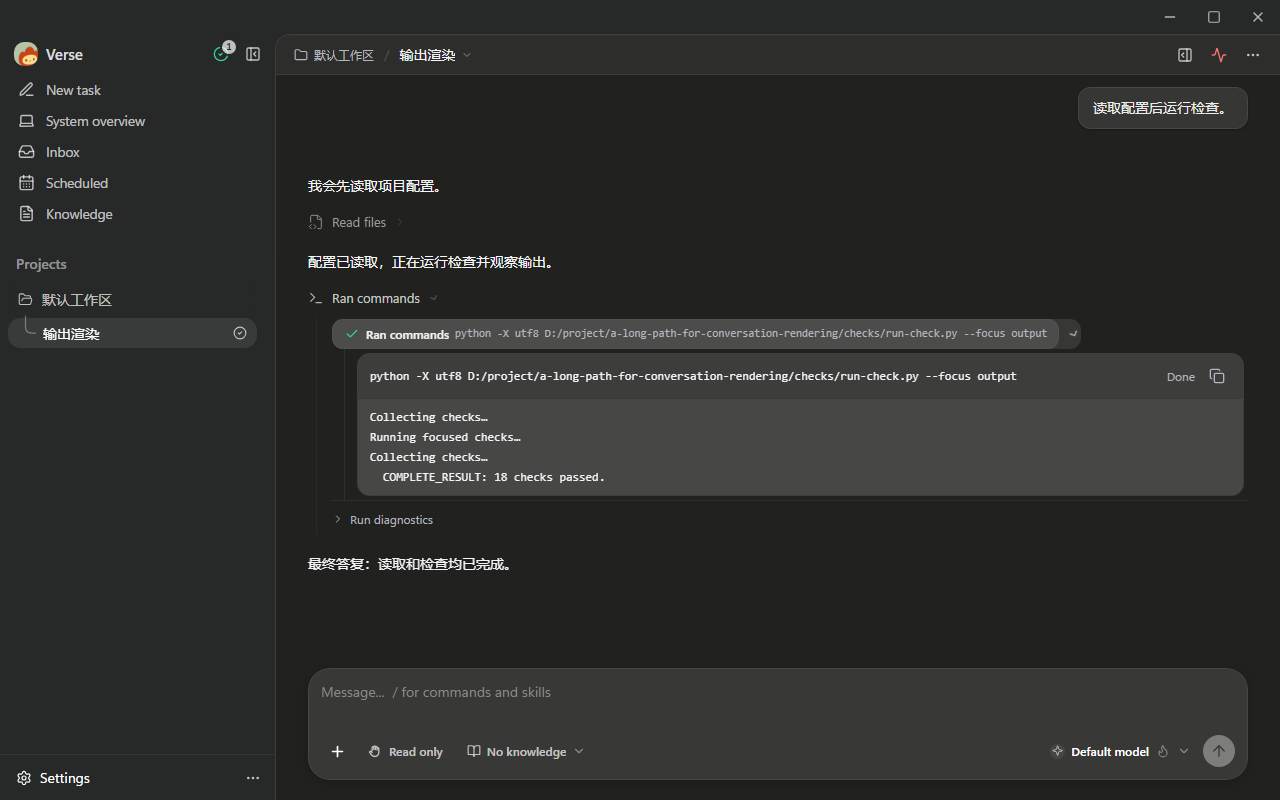 Verse
1
New task
System overview
Inbox
Scheduled
Knowledge
Projects
默认工作区
输出渲染
Settings
默认工作区 / 输出渲染
读取配置后运行检查。
我会先读取项目配置。
Read files
配置已读取，正在运行检查并观察输出。
Ran commands
Ran commands python -X utf8 D:/project/a-long-path-for-conversation-rendering/checks/run-check.py --focus output
python -X utf8 D:/project/a-long-path-for-conversation-rendering/checks/run-check.py --focus output Done
Collecting checks…
Running focused checks…
Collecting checks…
COMPLETE_RESULT: 18 checks passed.
Run diagnostics
最终答复：读取和检查均已完成。
Message... / for commands and skills
Read only No knowledge Default model